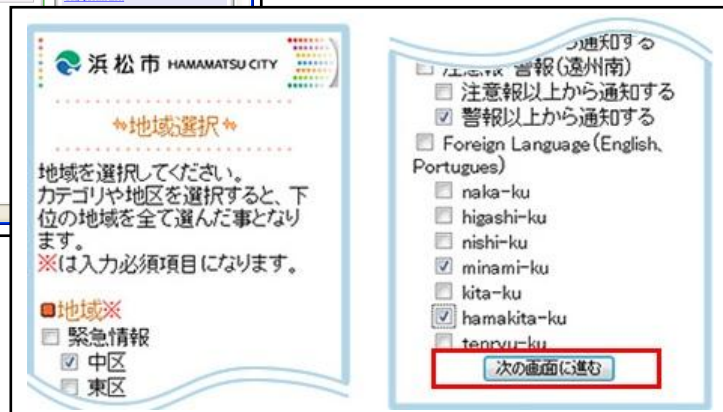 浜松市 HAMAMATSU CITY
地域選択
地域を選択してください。
カテゴリや地区を選択すると、下
位の地域を全て選んだ事となり
ます。
※は入力必須項目になります。
■地域※
緊急情報
中区
東区
通知する
注意報・警報(遠州南)
注意報以上から通知する
警報以上から通知する
Foreign Language(English、
Portugues)
naka-ku
higashi-ku
nishi-ku
minami-ku
kita-ku
hamakita-ku
tenryu-ku
次の画面に進む